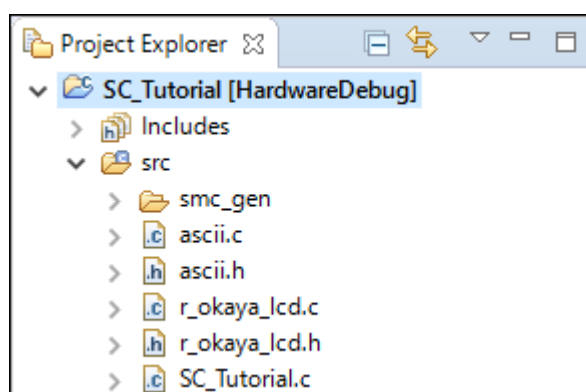 Project Explorer
SC_Tutorial [HardwareDebug]
Includes
src
smc_gen
ascii.c
ascii.h
r_okaya_lcd.c
r_okaya_lcd.h
SC_Tutorial.c